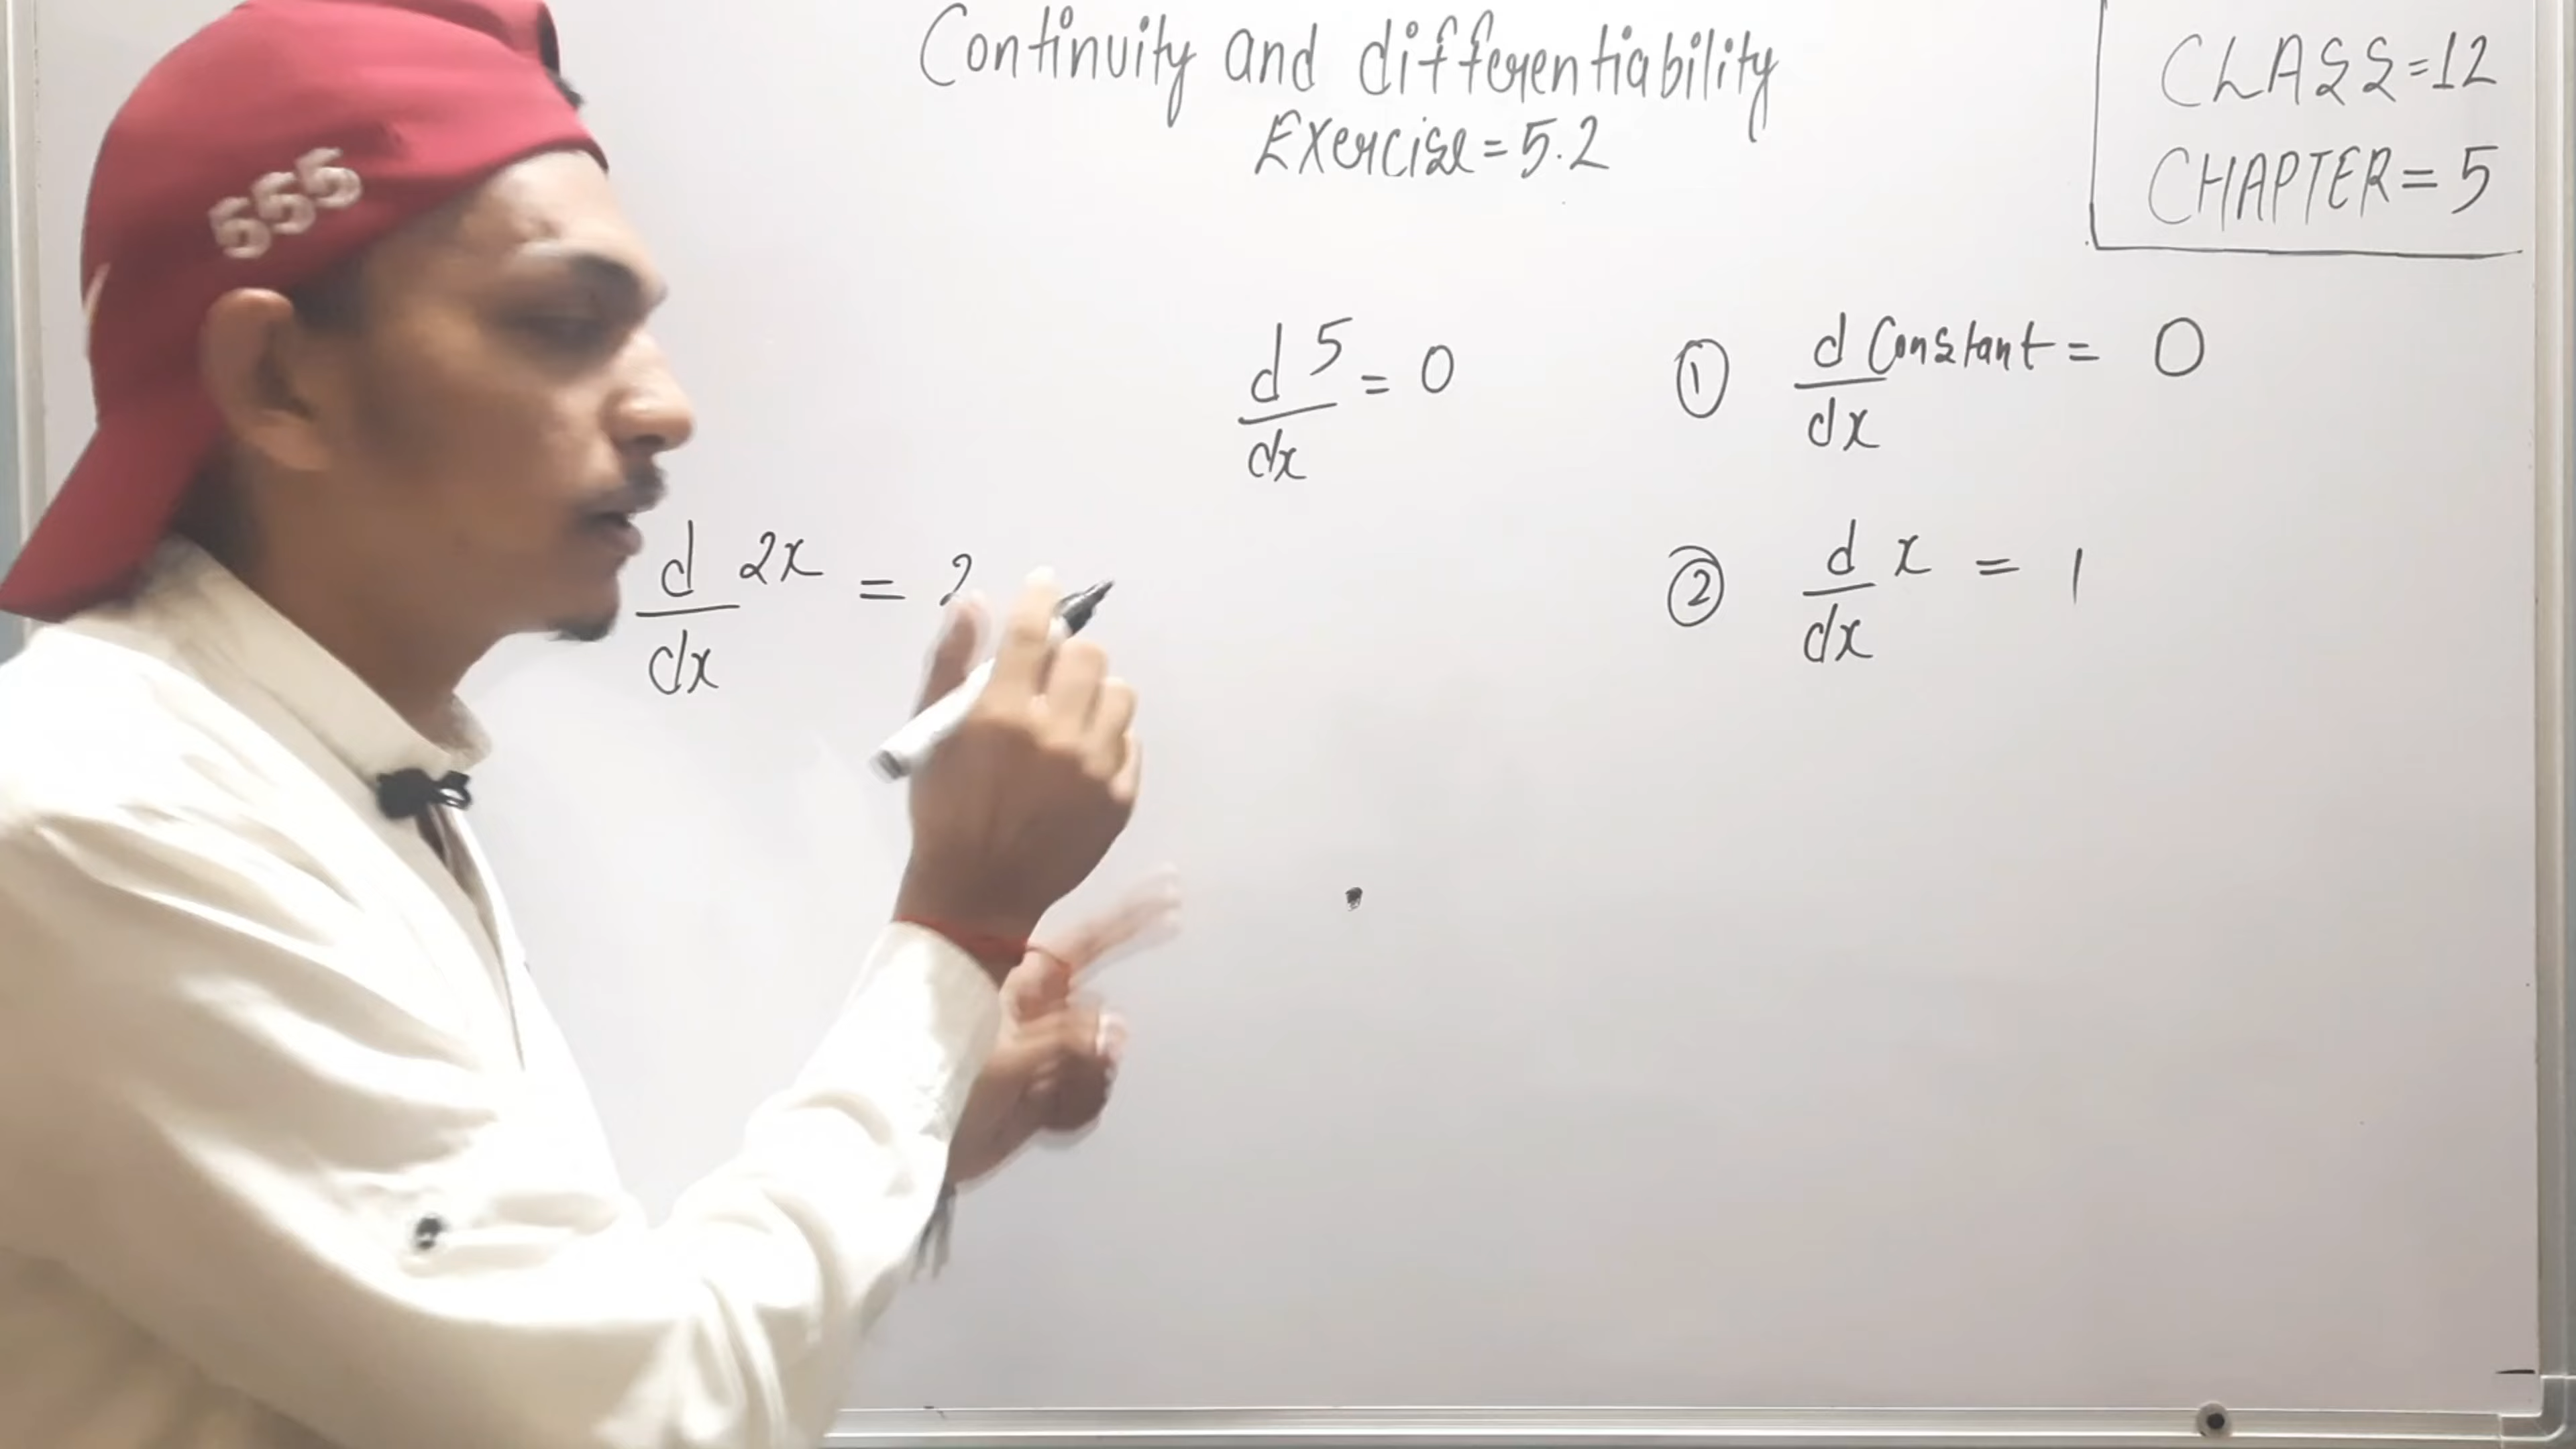 Continuity and differentiability
Exercise = 5.2
CLASS = 12
CHAPTER = 5
555
d/dx 5 = 0
① d/dx Constant = 0
d/dx 2x = 2
② d/dx x = 1